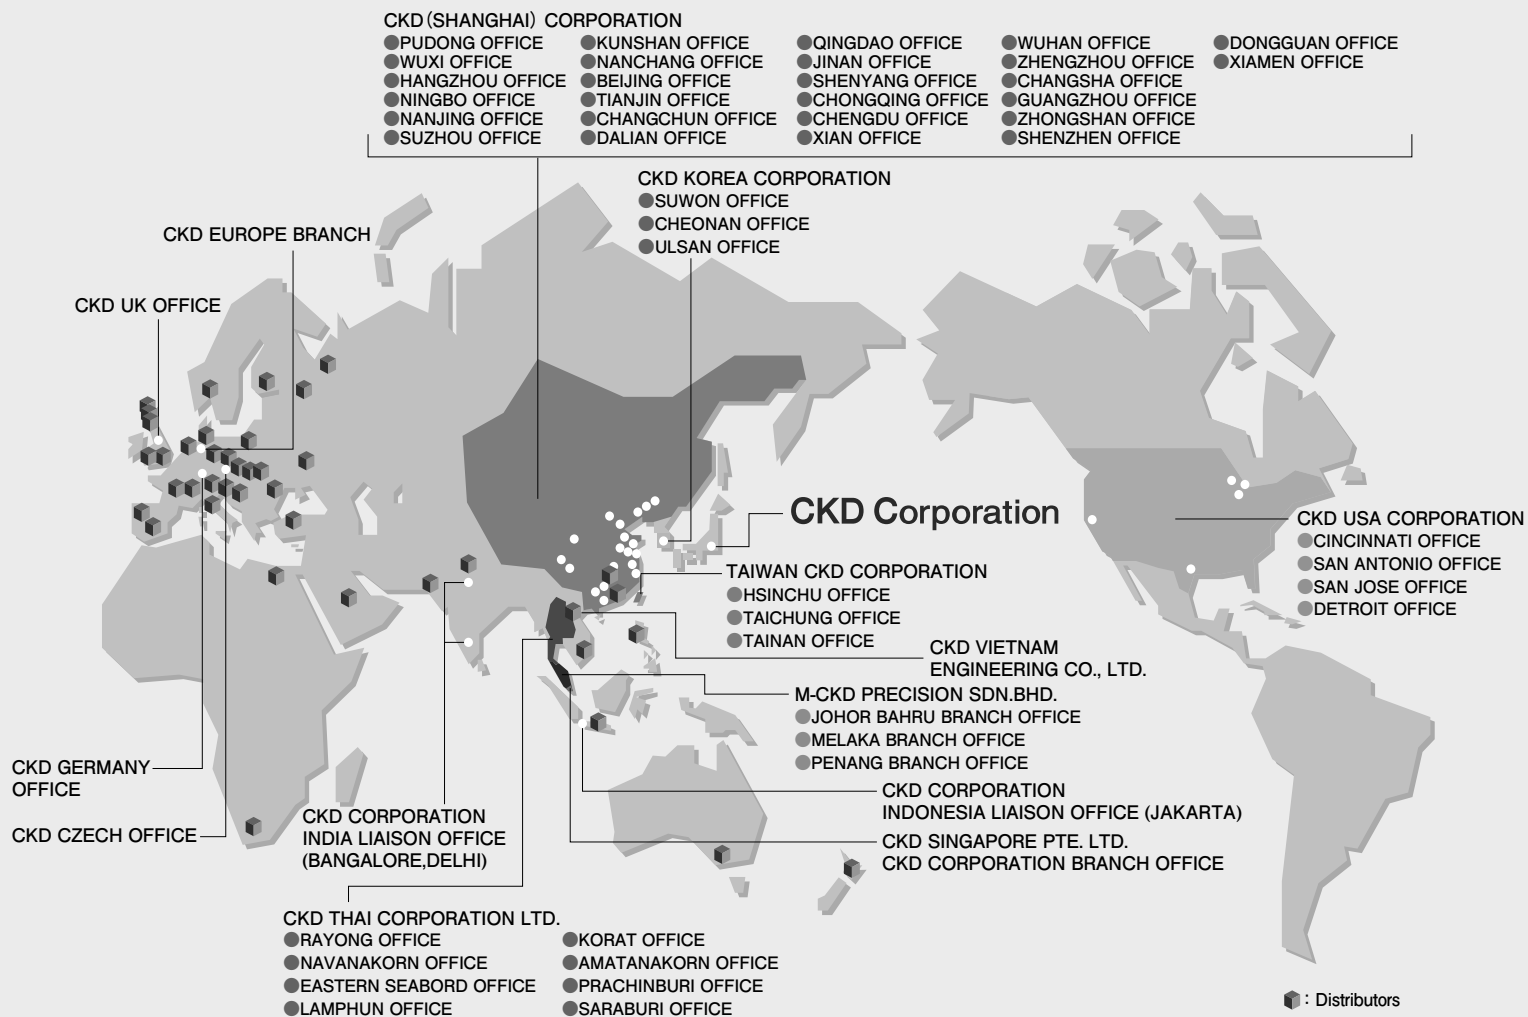 CKD(SHANGHAI) CORPORATION
●PUDONG OFFICE
●WUXI OFFICE
●HANGZHOU OFFICE
●NINGBO OFFICE
●NANJING OFFICE
●SUZHOU OFFICE
●KUNSHAN OFFICE
●NANCHANG OFFICE
●BEIJING OFFICE
●TIANJIN OFFICE
●CHANGCHUN OFFICE
●DALIAN OFFICE
●QINGDAO OFFICE
●JINAN OFFICE
●SHENYANG OFFICE
●CHONGQING OFFICE
●CHENGDU OFFICE
●XIAN OFFICE
●WUHAN OFFICE
●ZHENGZHOU OFFICE
●CHANGSHA OFFICE
●GUANGZHOU OFFICE
●ZHONGSHAN OFFICE
●SHENZHEN OFFICE
●DONGGUAN OFFICE
●XIAMEN OFFICE
CKD KOREA CORPORATION
●SUWON OFFICE
●CHEONAN OFFICE
●ULSAN OFFICE
CKD EUROPE BRANCH
CKD UK OFFICE
CKD Corporation
CKD USA CORPORATION
●CINCINNATI OFFICE
●SAN ANTONIO OFFICE
●SAN JOSE OFFICE
●DETROIT OFFICE
TAIWAN CKD CORPORATION
●HSINCHU OFFICE
●TAICHUNG OFFICE
●TAINAN OFFICE
CKD VIETNAM
ENGINEERING CO., LTD.
M-CKD PRECISION SDN.BHD.
●JOHOR BAHRU BRANCH OFFICE
●MELAKA BRANCH OFFICE
●PENANG BRANCH OFFICE
CKD GERMANY
OFFICE
CKD CZECH OFFICE
CKD CORPORATION
INDIA LIAISON OFFICE
(BANGALORE,DELHI)
CKD CORPORATION
INDONESIA LIAISON OFFICE (JAKARTA)
CKD SINGAPORE PTE. LTD.
CKD CORPORATION BRANCH OFFICE
CKD THAI CORPORATION LTD.
●RAYONG OFFICE
●NAVANAKORN OFFICE
●EASTERN SEABORD OFFICE
●LAMPHUN OFFICE
●KORAT OFFICE
●AMATANAKORN OFFICE
●PRACHINBURI OFFICE
●SARABURI OFFICE
: Distributors